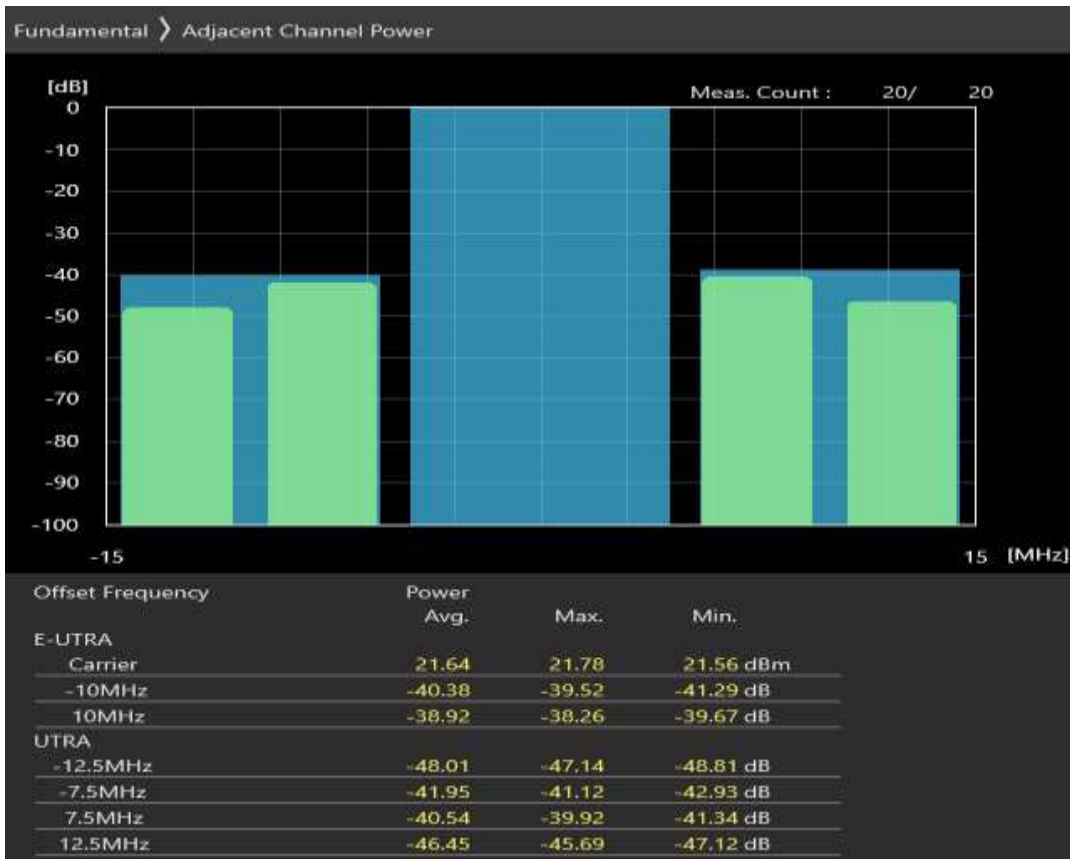 Fundamental 〉 Adjacent Channel Power
[dB]
Meas. Count : 20/ 20
0
-10
-20
-30
-40
-50
-60
-70
-80
-90
-100
-15 15 [MHz]
Offset Frequency Power
Avg. Max. Min.
E-UTRA
Carrier 21.64 21.78 21.56 dBm
-10MHz -40.38 -39.52 -41.29 dB
10MHz -38.92 -38.26 -39.67 dB
UTRA
-12.5MHz -48.01 -47.14 -48.81 dB
-7.5MHz -41.95 -41.12 -42.93 dB
7.5MHz -40.54 -39.92 -41.34 dB
12.5MHz -46.45 -45.69 -47.12 dB